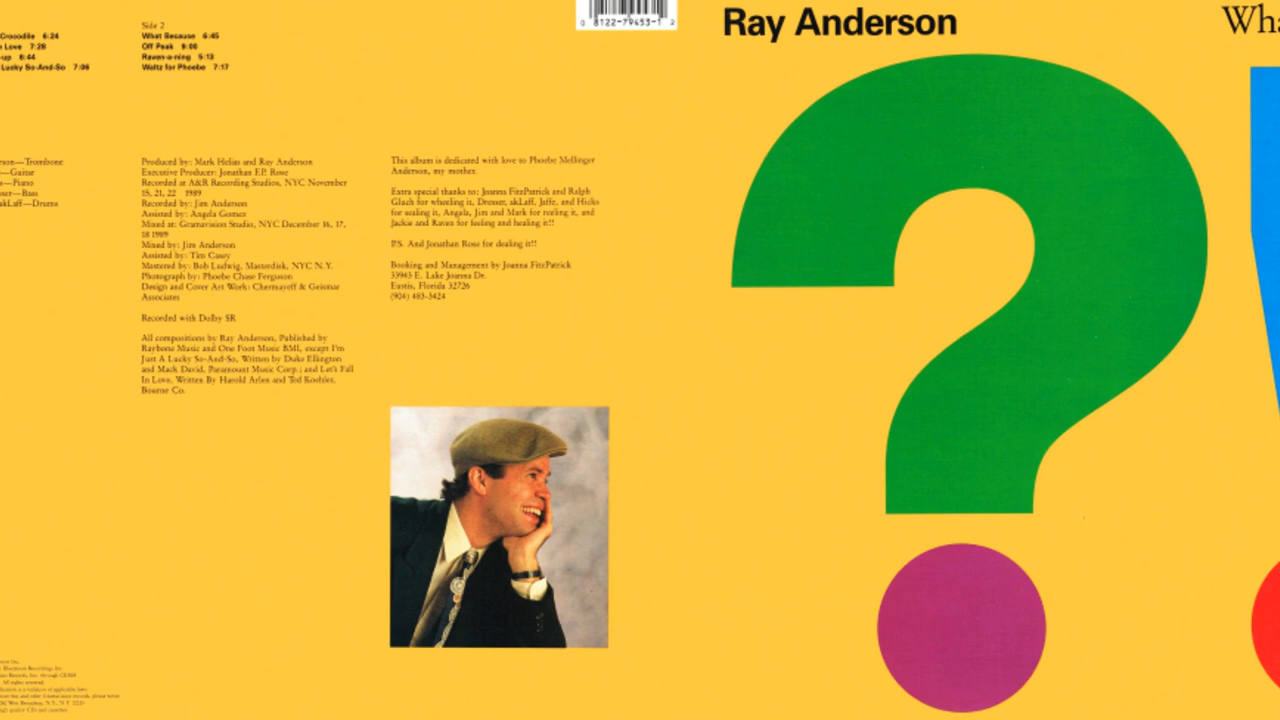 Crocodile 6:24
Love 7:28
-up 6:44
Lucky So-And-So 7:06
Side 2
What Because 6:45
Off Peak 9:00
Raven-a-ning 5:13
Waltz for Phoebe 7:17
0 8122-79453-1 2
Ray Anderson
Wha
son—Trombone
—Guitar
—Piano
sser—Bass
akLaff—Drums
Produced by: Mark Helias and Ray Anderson
Executive Producer: Jonathan F.P. Rose
Recorded at A&R Recording Studios, NYC November
15, 21, 22 1989
Recorded by: Jim Anderson
Assisted by: Angela Gomez
Mixed at: Gramavision Studio, NYC December 16, 17,
18 1989
Mixed by: Jim Anderson
Assisted by: Tim Casey
Mastered by: Bob Ludwig, Masterdisk, NYC N.Y.
Photograph by: Phoebe Chase Ferguson
Design and Cover Art Work: Chermayeff & Geismar
Associates
Recorded with Dolby SR
All compositions by Ray Anderson, Published by
Raybone Music and One Foot Music BMI, except I'm
Just A Lucky So-And-So, Written by Duke Ellington
and Mack David, Paramount Music Corp.; and Let's Fall
In Love, Written By Harold Arlen and Ted Koehler,
Bourne Co.
This album is dedicated with love to Phoebe Mellinger
Anderson, my mother.
Extra special thanks to: Joanna FitzPatrick and Ralph
Gluch for wheeling it, Dresser, akLaff, Jaffe, and Hicks
for sealing it, Angela, Jim and Mark for reeling it, and
Jackie and Raven for feeling and healing it!!
P.S. And Jonathan Rose for dealing it!!
Booking and Management by Joanna FitzPatrick
33943 E. Lake Joanna Dr.
Eustis, Florida 32726
(904) 483-3424
?